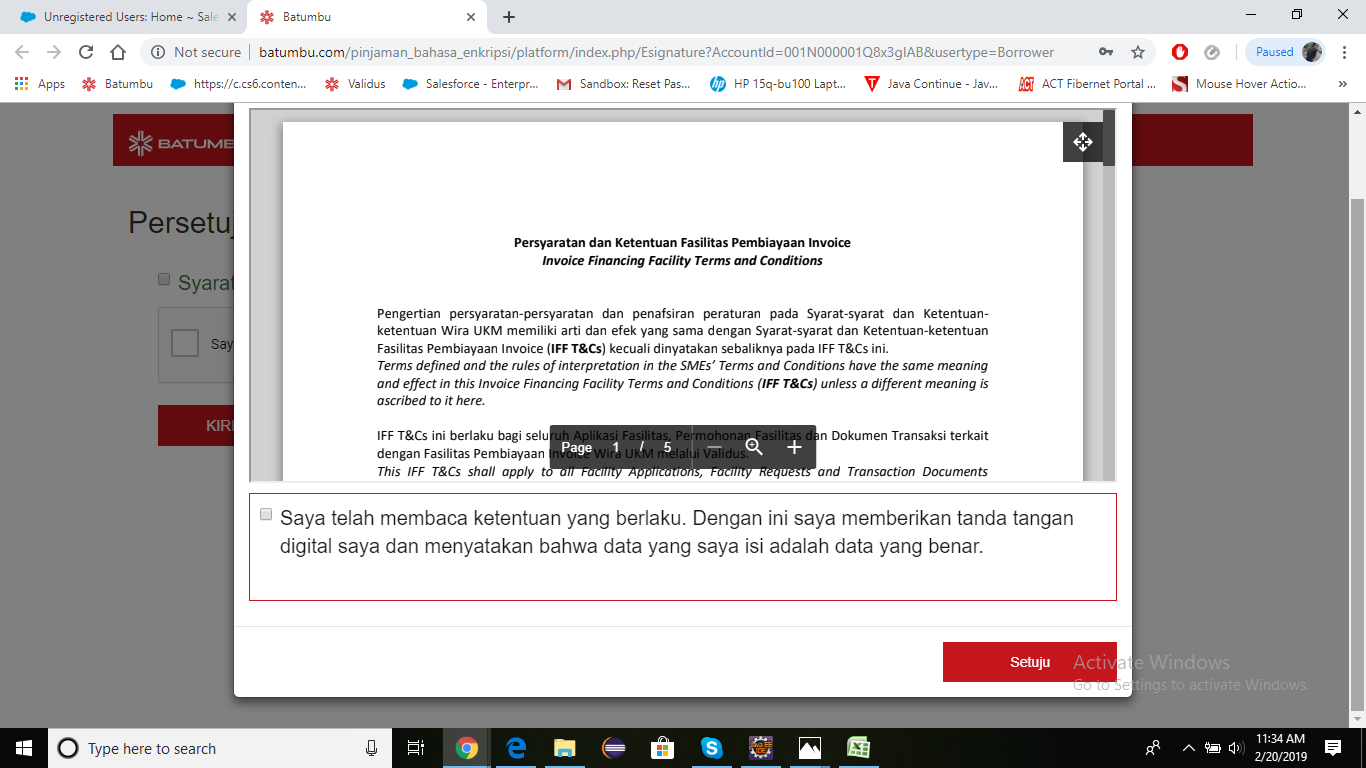 Unregistered Users: Home ~ Sale
Batumbu
Not secure
batumbu.com/pinjaman_bahasa_enkripsi/platform/index.php/Esignature?AccountId=001N000001Q8x3gIAB&usertype=Borrower
Paused
Apps
Batumbu
https://c.cs6.conten...
Validus
Salesforce - Enterpr...
Sandbox: Reset Pas...
HP 15q-bu100 Lapt...
Java Continue - Jav...
ACT Fibernet Portal ...
Mouse Hover Actio...
»
BATUMB
Persetuj
Syarat
Say
KIRI
Persyaratan dan Ketentuan Fasilitas Pembiayaan Invoice
Invoice Financing Facility Terms and Conditions
Pengertian persyaratan-persyaratan dan penafsiran peraturan pada Syarat-syarat dan Ketentuan-
ketentuan Wira UKM memiliki arti dan efek yang sama dengan Syarat-syarat dan Ketentuan-ketentuan
Fasilitas Pembiayaan Invoice (IFF T&Cs) kecuali dinyatakan sebaliknya pada IFF T&Cs ini.
Terms defined and the rules of interpretation in the SMEs' Terms and Conditions have the same meaning
and effect in this Invoice Financing Facility Terms and Conditions (IFF T&Cs) unless a different meaning is
ascribed to it here.
IFF T&Cs ini berlaku bagi seluruh Aplikasi Fasilitas, Permohonan Fasilitas dan Dokumen Transaksi terkait
dengan Fasilitas Pembiayaan Invoice Wira UKM melalui Validus.
Page 1 / 5
This IFF T&Cs shall apply to all Facility Applications, Facility Requests and Transaction Documents
Saya telah membaca ketentuan yang berlaku. Dengan ini saya memberikan tanda tangan
digital saya dan menyatakan bahwa data yang saya isi adalah data yang benar.
Setuju
Activate Windows
Go to Settings to activate Windows.
Type here to search
11:34 AM
2/20/2019